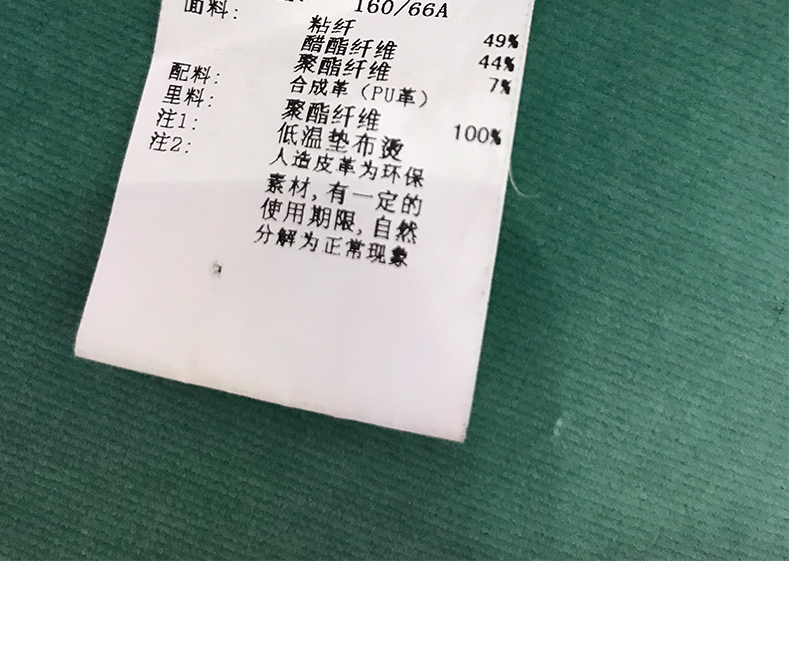 160/66A
面料:
粘纤 49%
醋酯纤维 44%
聚酯纤维 7%
配料: 合成革（PU革）
里料: 聚酯纤维 100%
注1: 低温垫布烫
注2: 人造皮革为环保
素材,有一定的
使用期限,自然
分解为正常现象